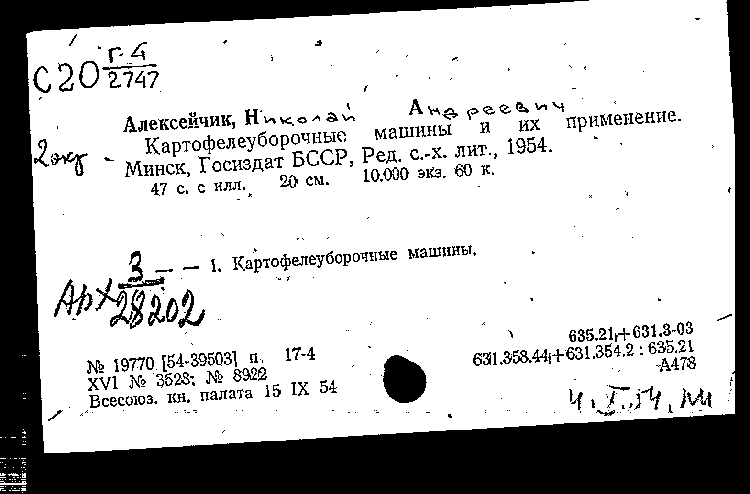 С20 Г-4
2747
Алексейчик, Николай Андреевич
2 экз
Картофелеуборочные машины и их применение.
Минск, Госиздат БССР, Ред. с.-х. лит., 1954.
47 с. с илл. 20 см. 10.000 экз. 60 к.
3 — — 1. Картофелеуборочные машины.
Арх 28202
635.21+631.3-03
№ 19770 [54-39503] п. 17-4
631.358.44+631.354.2 : 635.21
XVI № 3528; № 8922
А478
Всесоюз. кн. палата 15 IX 54